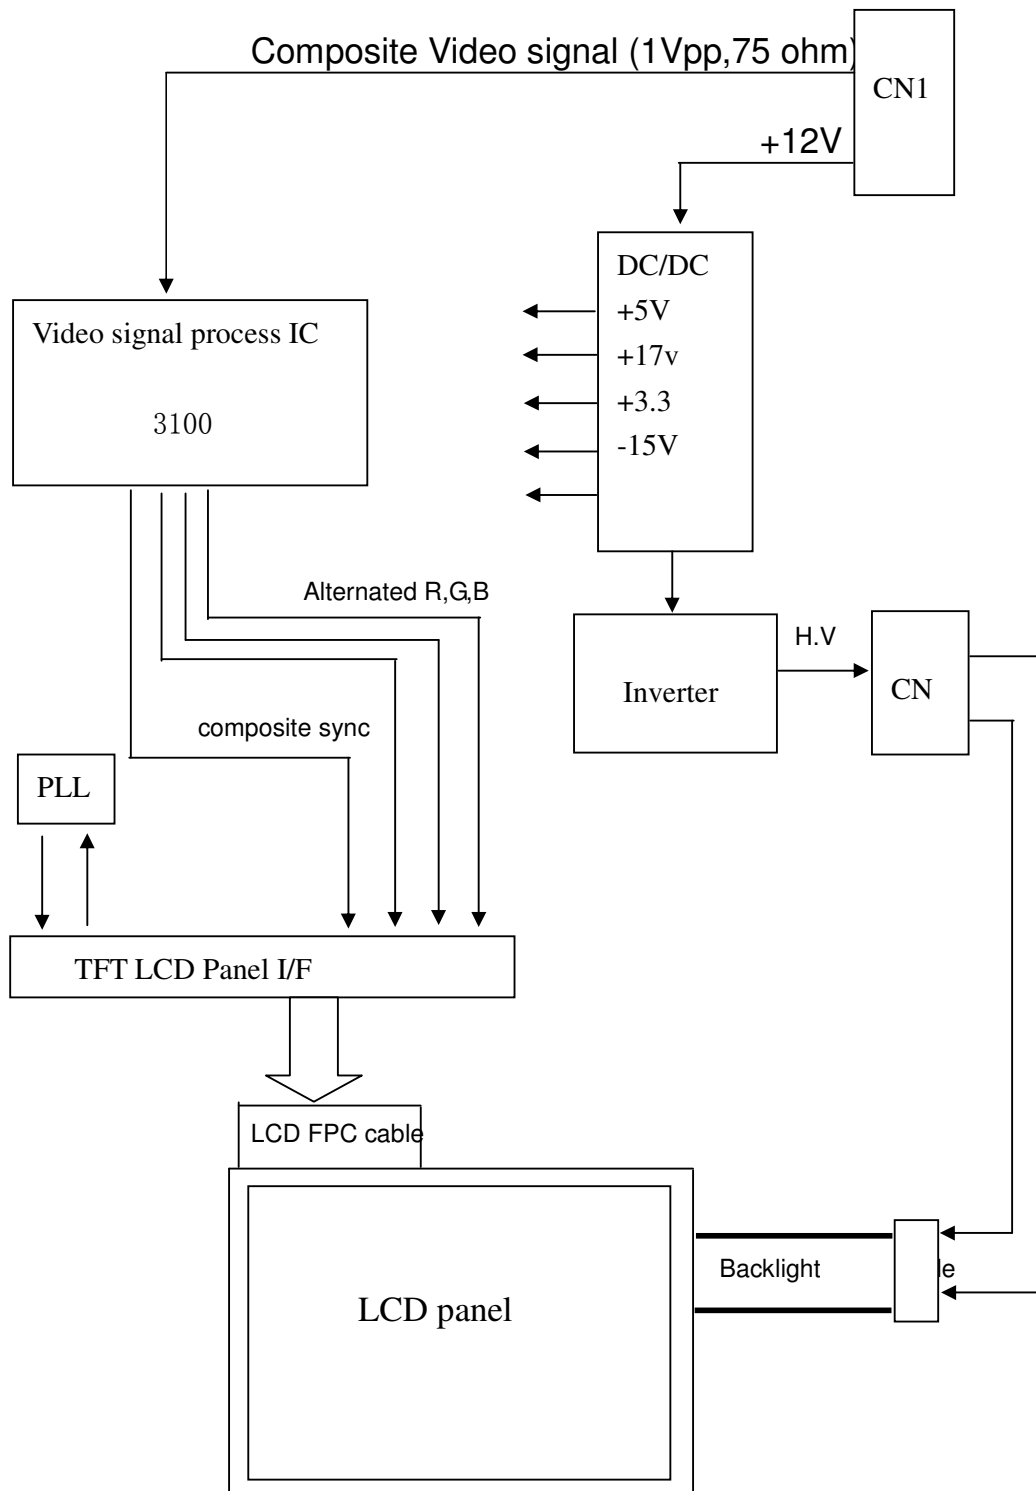 Composite Video signal (1Vpp,75 ohm)
CN1
+12V
DC/DC
+5V
+17v
+3.3
-15V
Video signal process IC
3100
Alternated R,G,B
H.V
Inverter
CN
composite sync
PLL
TFT LCD Panel I/F
LCD FPC cable
Backlight
LCD panel